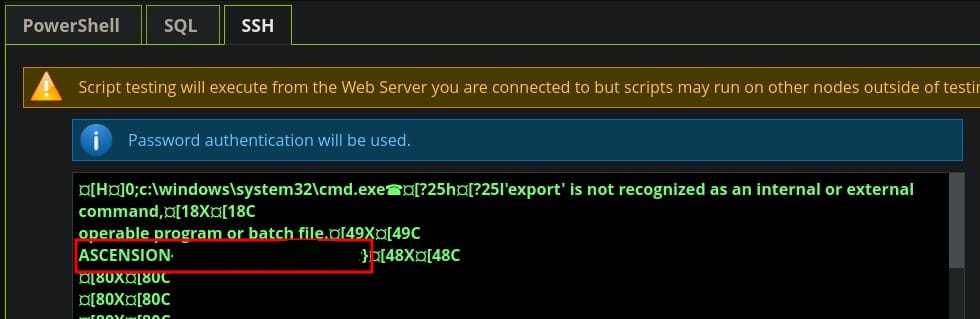 PowerShell SQL SSH
Script testing will execute from the Web Server you are connected to but scripts may run on other nodes outside of testin
Password authentication will be used.
¤[H¤]0;c:\windows\system32\cmd.exe☎¤[?25h¤[?25l'export' is not recognized as an internal or external
command,¤[18X¤[18C
operable program or batch file.¤[49X¤[49C
ASCENSION }¤[48X¤[48C
¤[80X¤[80C
¤[80X¤[80C
¤[80X¤[80C